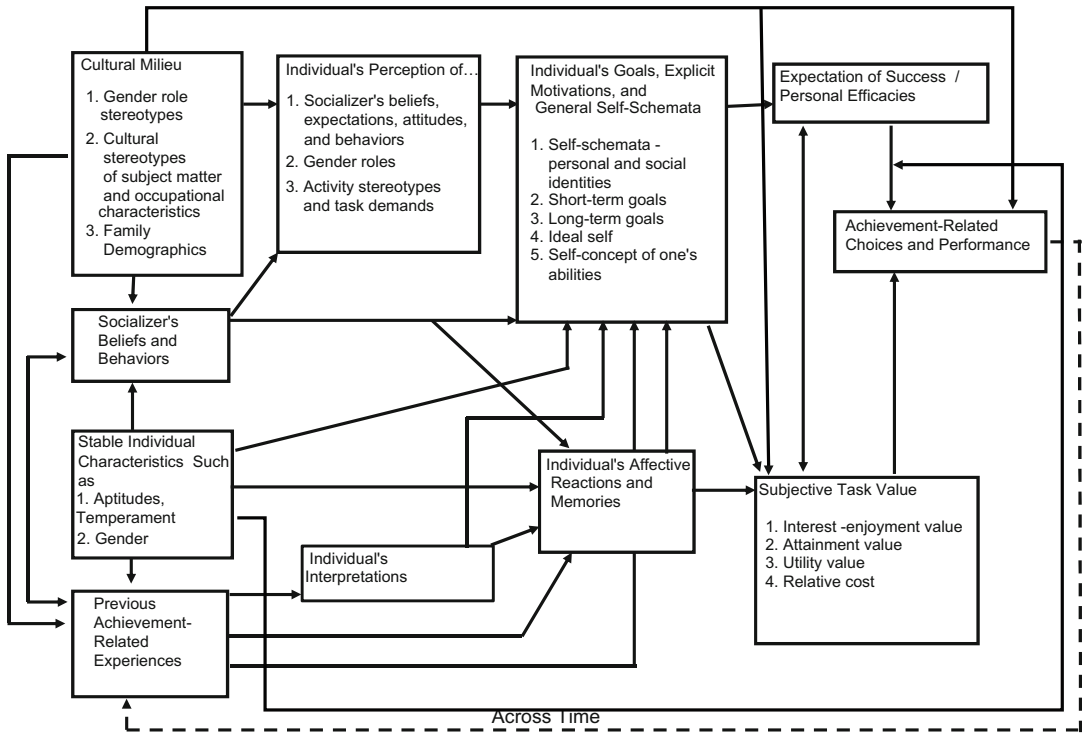 Cultural Milieu
1. Gender role
stereotypes
2. Cultural
stereotypes
of subject matter
and occupational
characteristics
3. Family
Demographics
Individual's Perception of…
1. Socializer's beliefs,
expectations, attitudes,
and behaviors
2. Gender roles
3. Activity stereotypes
and task demands
Individual's Goals, Explicit
Motivations, and
General Self-Schemata
1. Self-schemata -
personal and social
identities
2. Short-term goals
3. Long-term goals
4. Ideal self
5. Self-concept of one's
abilities
Expectation of Success /
Personal Efficacies
Achievement-Related
Choices and Performance
Socializer's
Beliefs and
Behaviors
Stable Individual
Characteristics Such
as
1. Aptitudes,
Temperament
2. Gender
Individual's Affective
Reactions and
Memories
Subjective Task Value
1. Interest -enjoyment value
2. Attainment value
3. Utility value
4. Relative cost
Individual's
Interpretations
Previous
Achievement-
Related
Experiences
Across Time